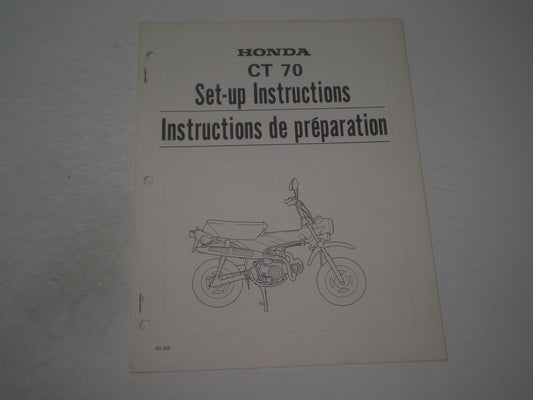 HONDA
CT 70
Set-up Instructions
Instructions de préparation